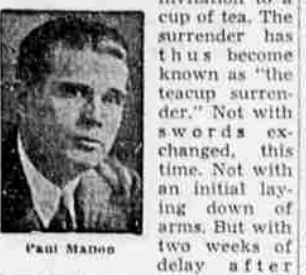 invitation to a
cup of tea. The
surrender has
thus become
known as "the
teacup surren-
der." Not with
swords ex-
changed, this
time. Not with
an initial lay-
ing down of
arms. But with
two weeks of
delay after
Paul